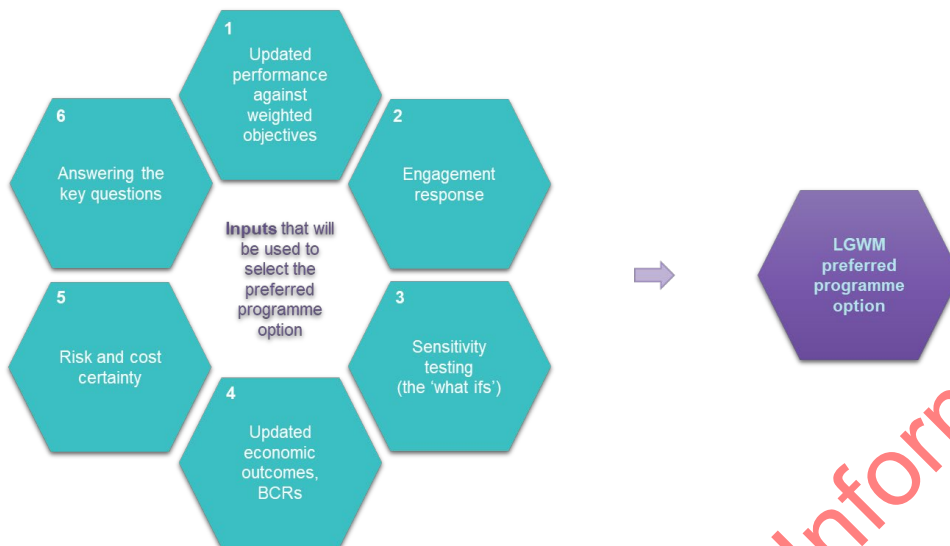 1
Updated
performance
against
weighted
objectives
2
Engagement
response
3
Sensitivity
testing
(the ‘what ifs’)
4
Updated
economic
outcomes,
BCRs
5
Risk and cost
certainty
6
Answering the
key questions
Inputs that will
be used to
select the
preferred
programme
option
LGWM
preferred
programme
option